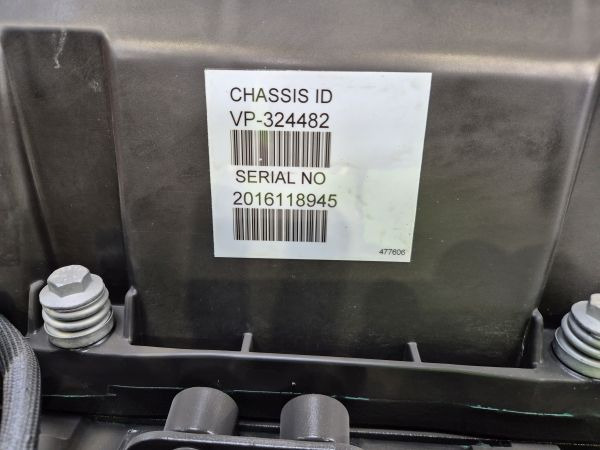 CHASSIS ID
VP-324482
SERIAL NO
2016118945
477606